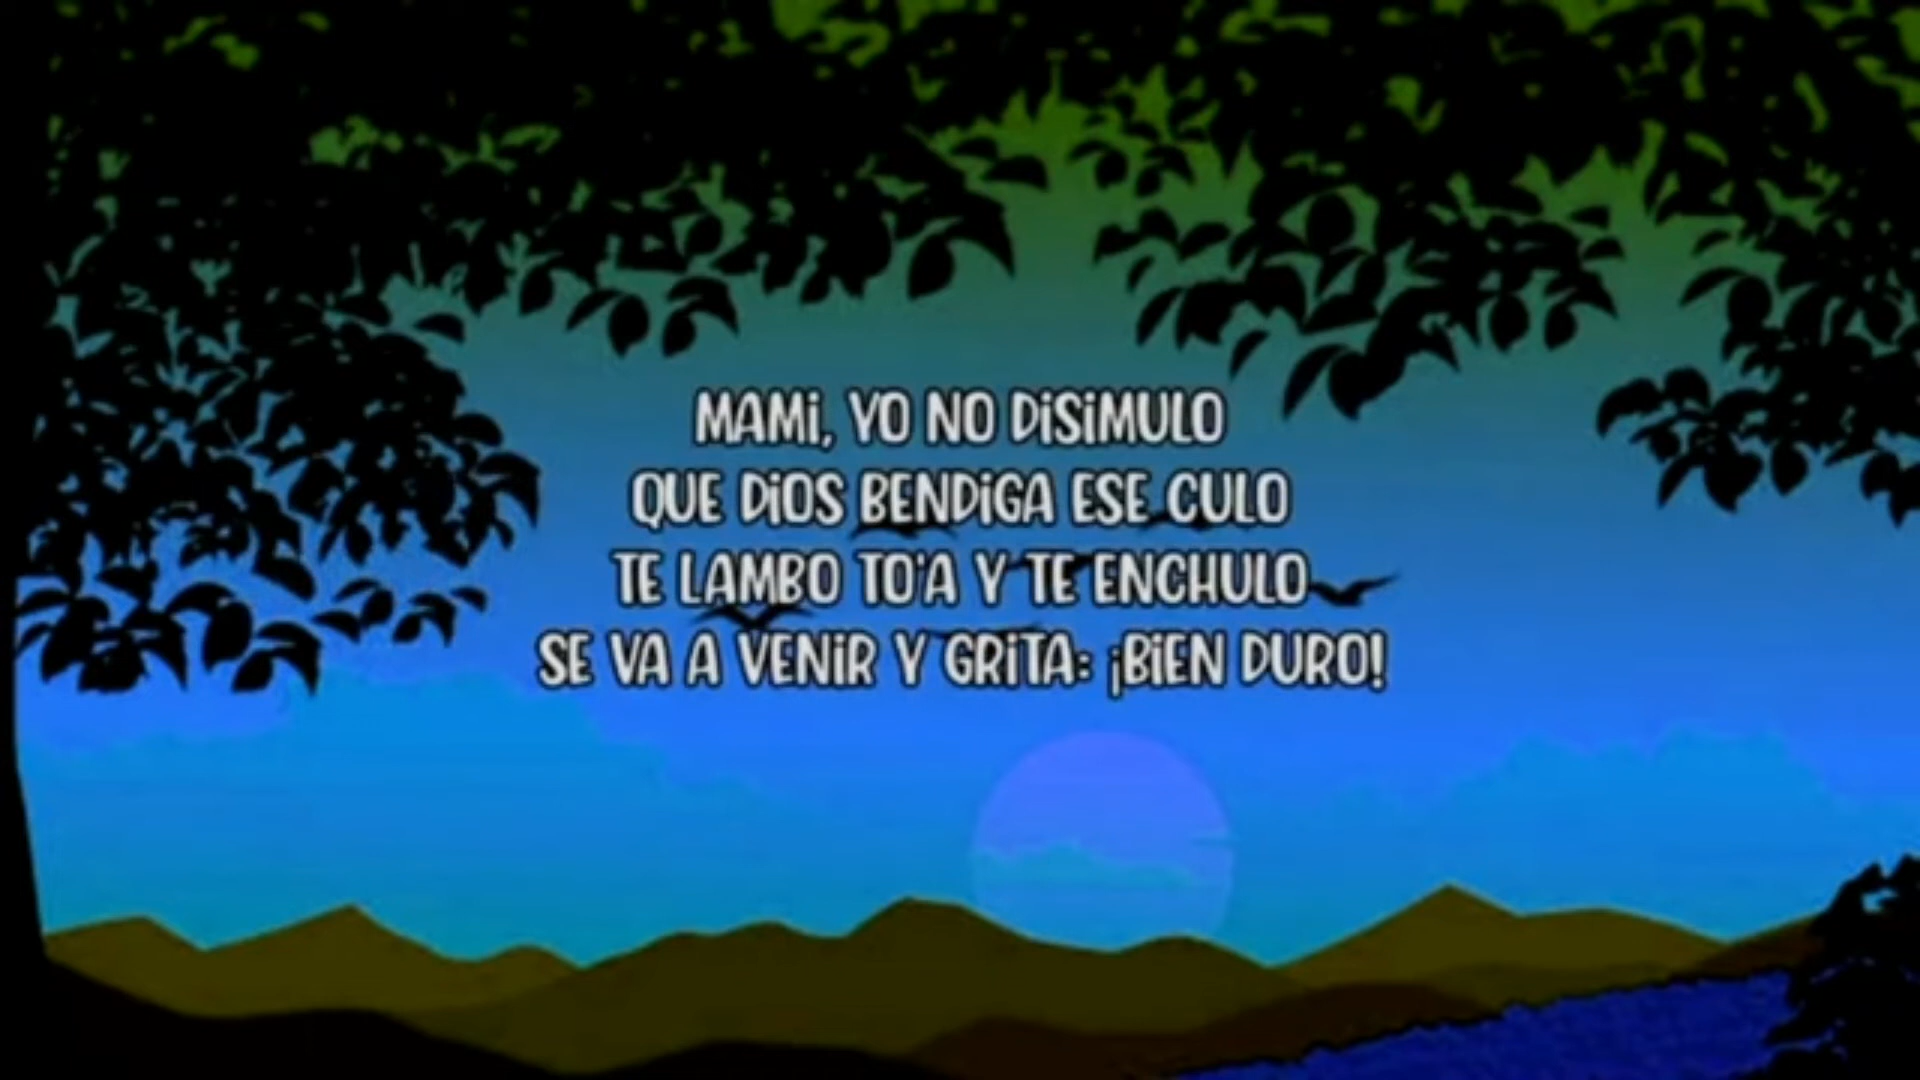 MAMi, YO NO DiSiMULO
QUE DiOS BENDiGA ESE CULO
TE LAMBO TO'A Y TE ENCHULO
SE VA A VENiR Y GRiTA: ¡BiEN DURO!